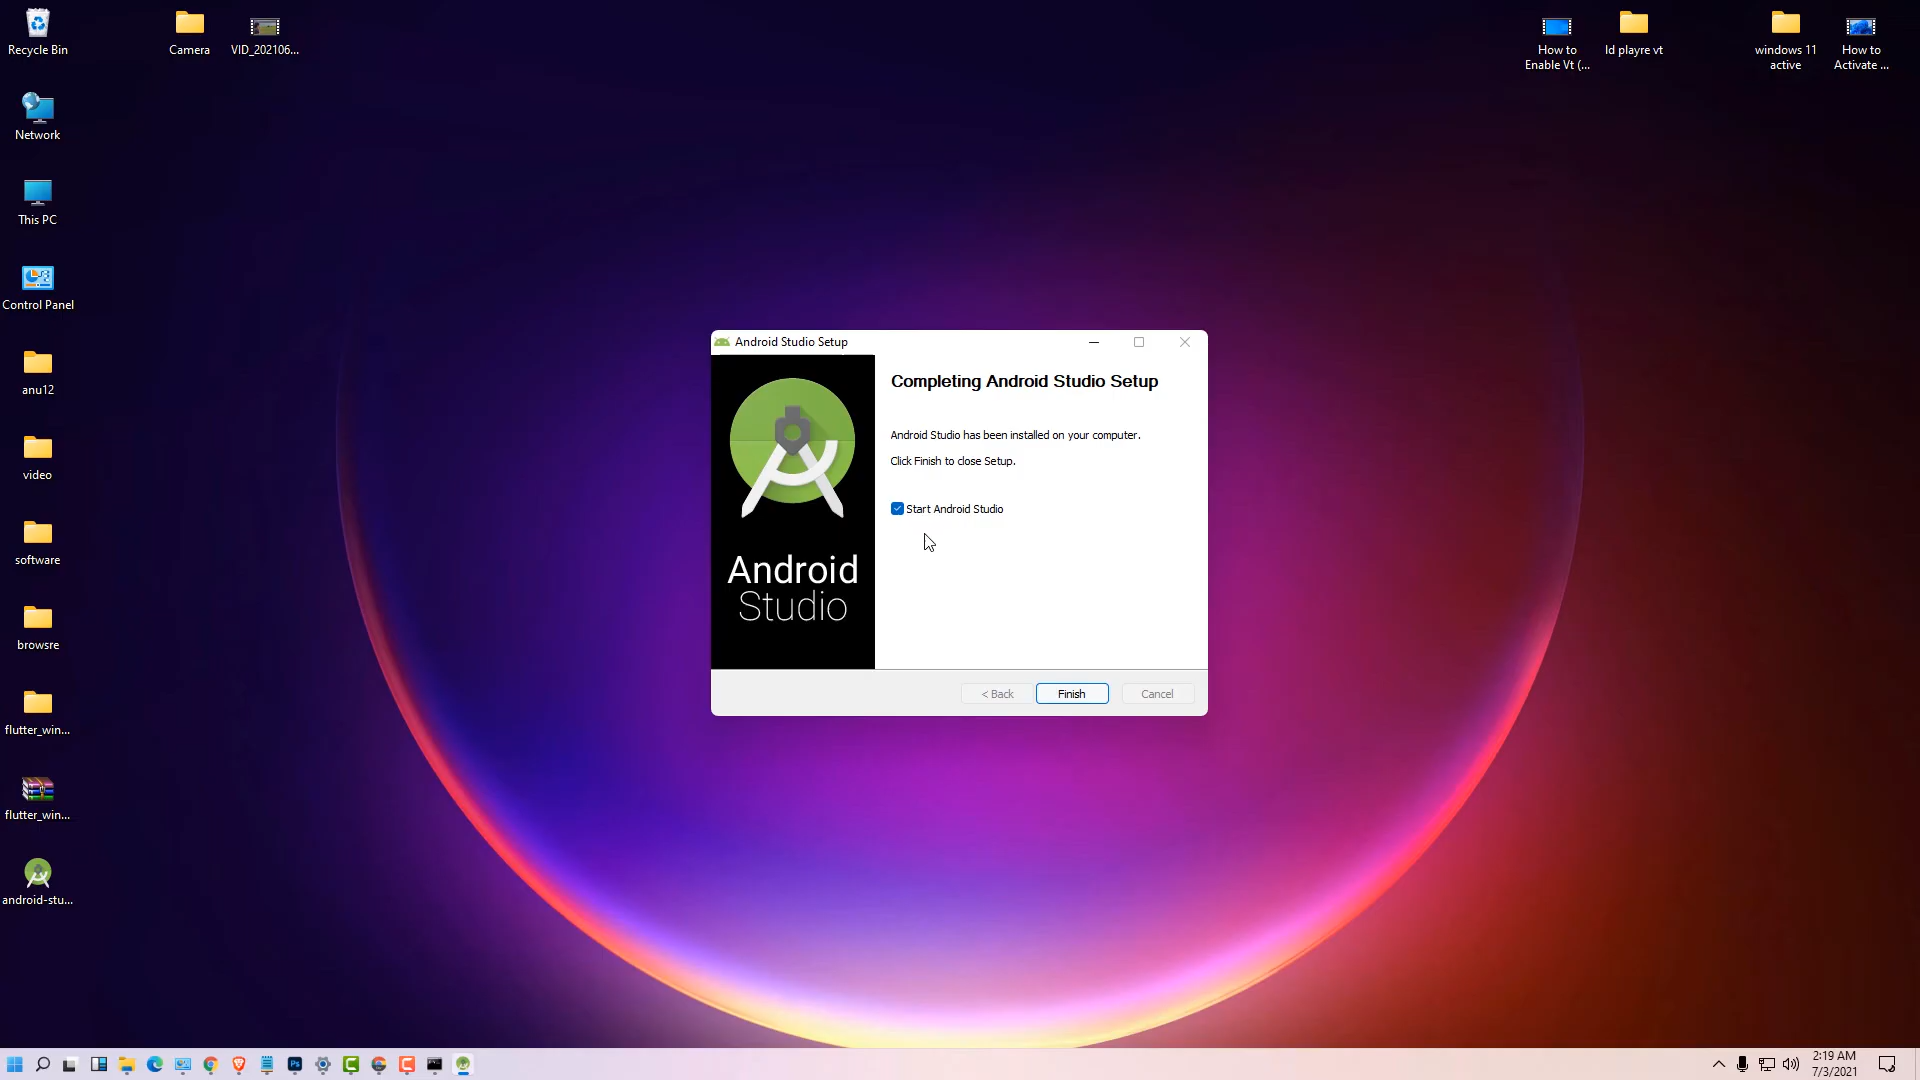 Recycle Bin
Camera
VID_202106...
How to
Enable Vt (...
ld playre vt
windows 11
active
How to
Activate ...
Network
This PC
Control Panel
anu12
video
software
browsre
flutter_win...
flutter_win...
android-stu...
Android Studio Setup
Completing Android Studio Setup
Android Studio has been installed on your computer.
Click Finish to close Setup.
Start Android Studio
Android
Studio
< Back
Finish
Cancel
Ps
2:19 AM
7/3/2021